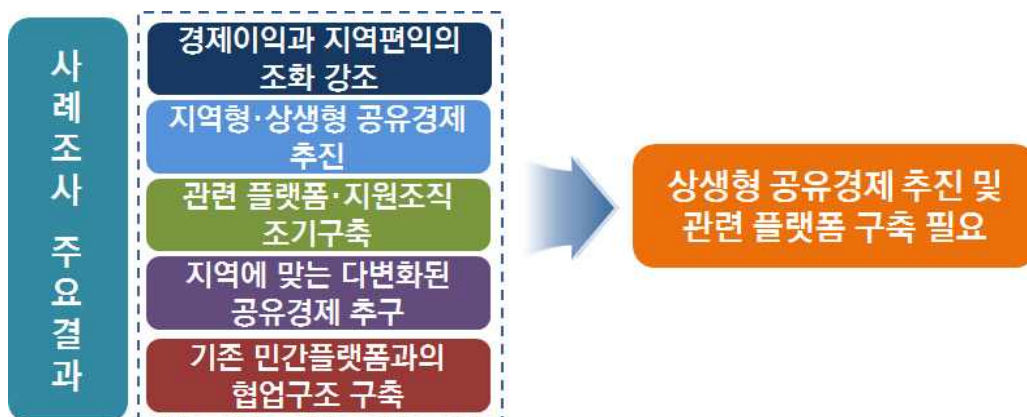 사례조사 주요결과
경제이익과 지역편익의
조화 강조
지역형·상생형 공유경제
추진
관련 플랫폼·지원조직
조기구축
지역에 맞는 다변화된
공유경제 추구
기존 민간플랫폼과의
협업구조 구축
상생형 공유경제 추진 및
관련 플랫폼 구축 필요